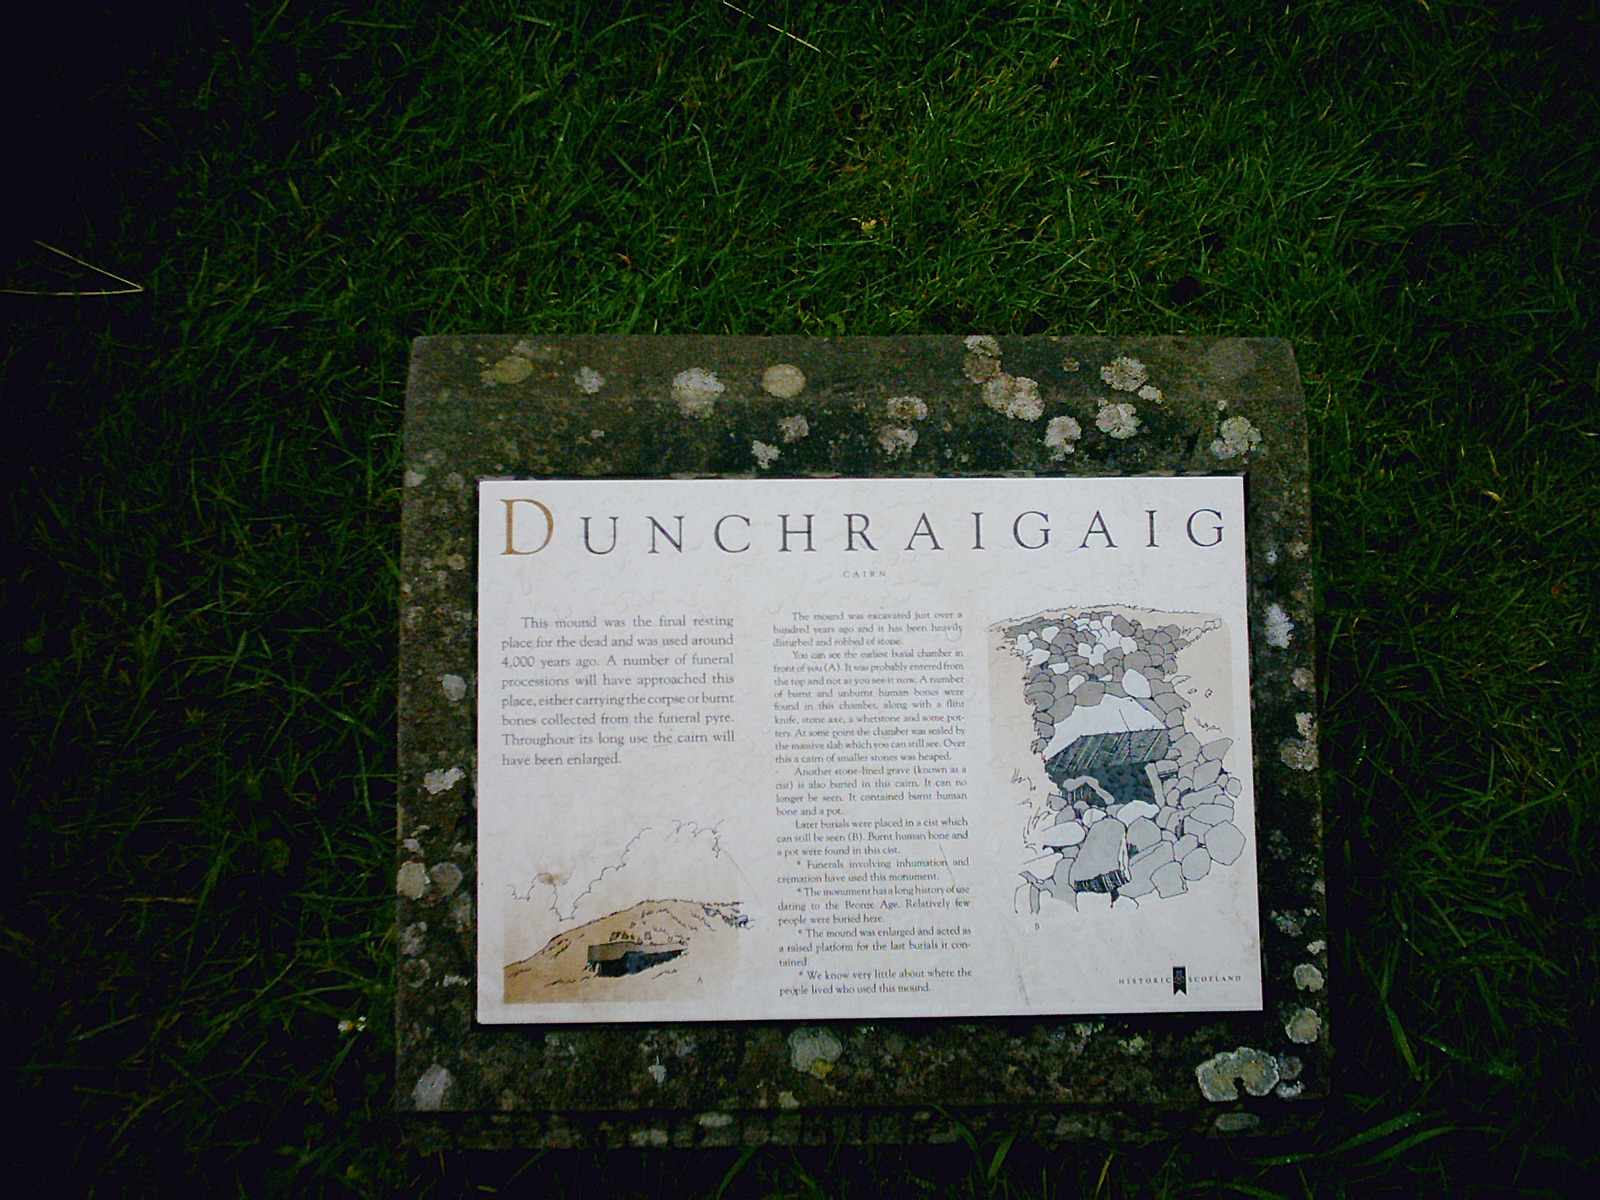 DUNCHRAIGAIG
CAIRN
This mound was the final resting
place for the dead and was used around
4,000 years ago. A number of funeral
processions will have approached this
place, either carrying the corpse or burnt
bones collected from the funeral pyre.
Throughout its long use the cairn will
have been enlarged.
A
The mound was excavated just over a
hundred years ago and it has been heavily
disturbed and robbed of stone.
You can see the earliest burial chamber in
front of you (A). It was probably entered from
the top and not as you see it now. A number
of burnt and unburnt human bones were
found in this chamber, along with a flint
knife, stone axe, a whetstone and some pot-
tery. At some point the chamber was sealed by
the massive slab which you can still see. Over
this a cairn of smaller stones was heaped.
Another stone-lined grave (known as a
cist) is also buried in this cairn. It can no
longer be seen. It contained burnt human
bone and a pot.
Later burials were placed in a cist which
can still be seen (B). Burnt human bone and
a pot were found in this cist.
* Funerals involving inhumation and
cremation have used this monument.
* The monument has a long history of use
dating to the Bronze Age. Relatively few
people were buried here.
* The mound was enlarged and acted as
a raised platform for the last burials it con-
tained.
* We know very little about where the
people lived who used this mound.
HISTORIC SCOTLAND